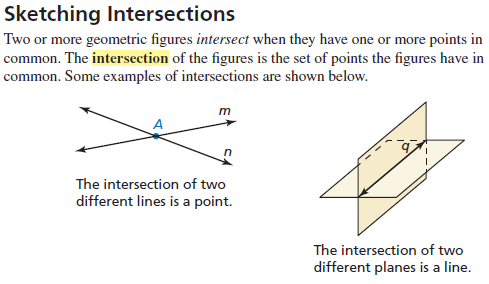 Sketching Intersections
Two or more geometric figures intersect when they have one or more points in
common. The intersection of the figures is the set of points the figures have in
common. Some examples of intersections are shown below.
m
A
n
The intersection of two
different lines is a point.
q
The intersection of two
different planes is a line.